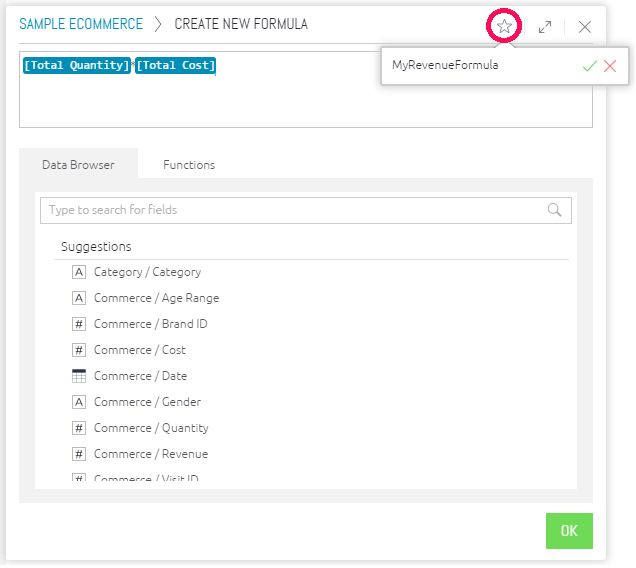 SAMPLE ECOMMERCE > CREATE NEW FORMULA
[Total Quantity]*[Total Cost]
MyRevenueFormula
Data Browser Functions
Type to search for fields
Suggestions
A Category / Category
A Commerce / Age Range
# Commerce / Brand ID
# Commerce / Cost
Commerce / Date
A Commerce / Gender
# Commerce / Quantity
# Commerce / Revenue
# Commerce / Visit ID
OK